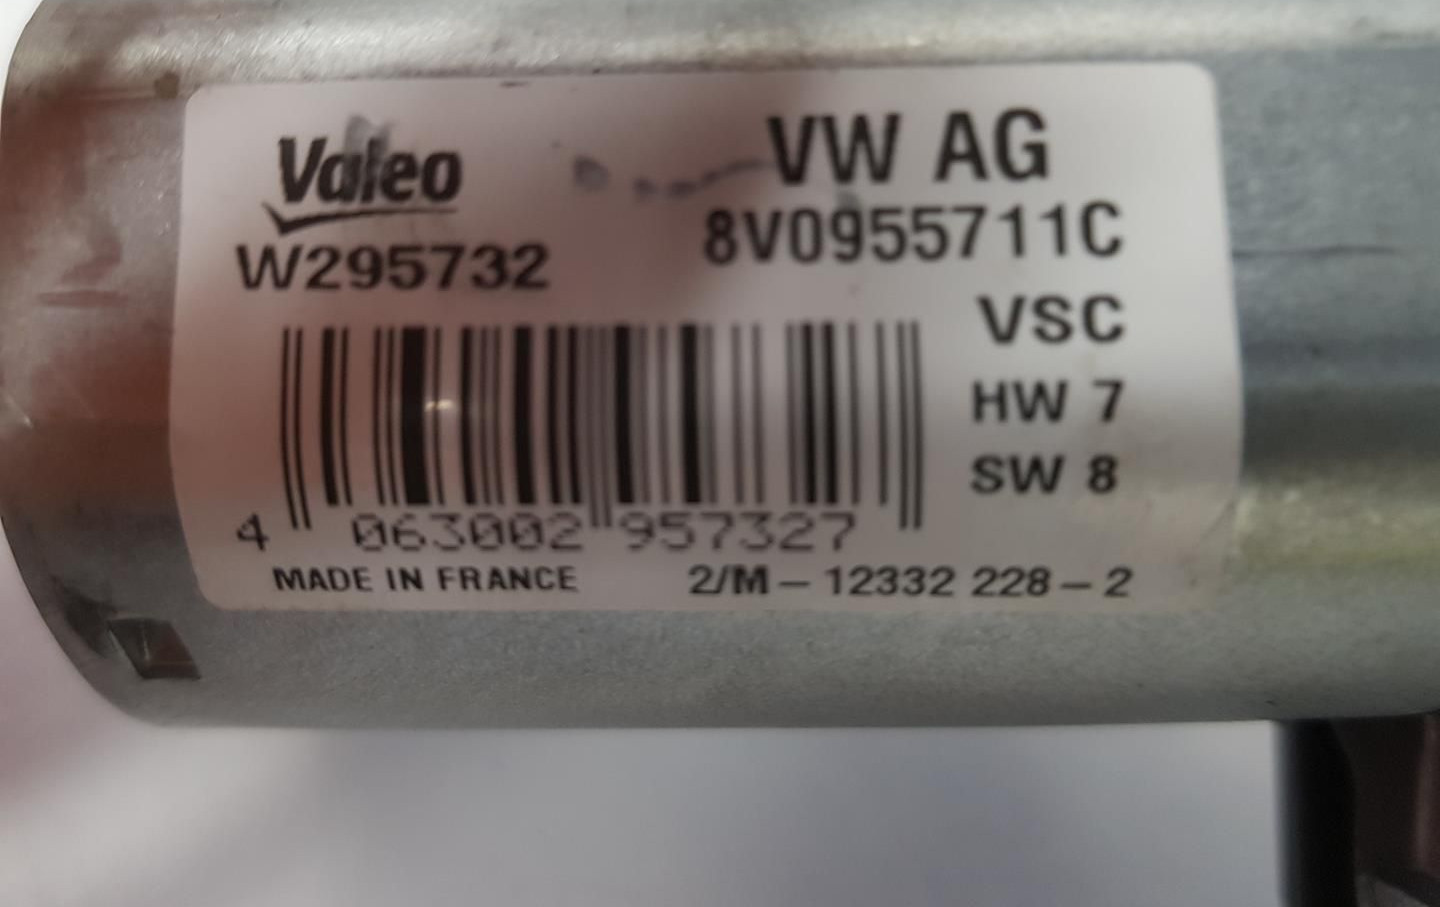 Valeo
VW AG
W295732
8V0955711C
VSC
HW 7
SW 8
4 063002 957327
MADE IN FRANCE
2/M – 12332 228 – 2